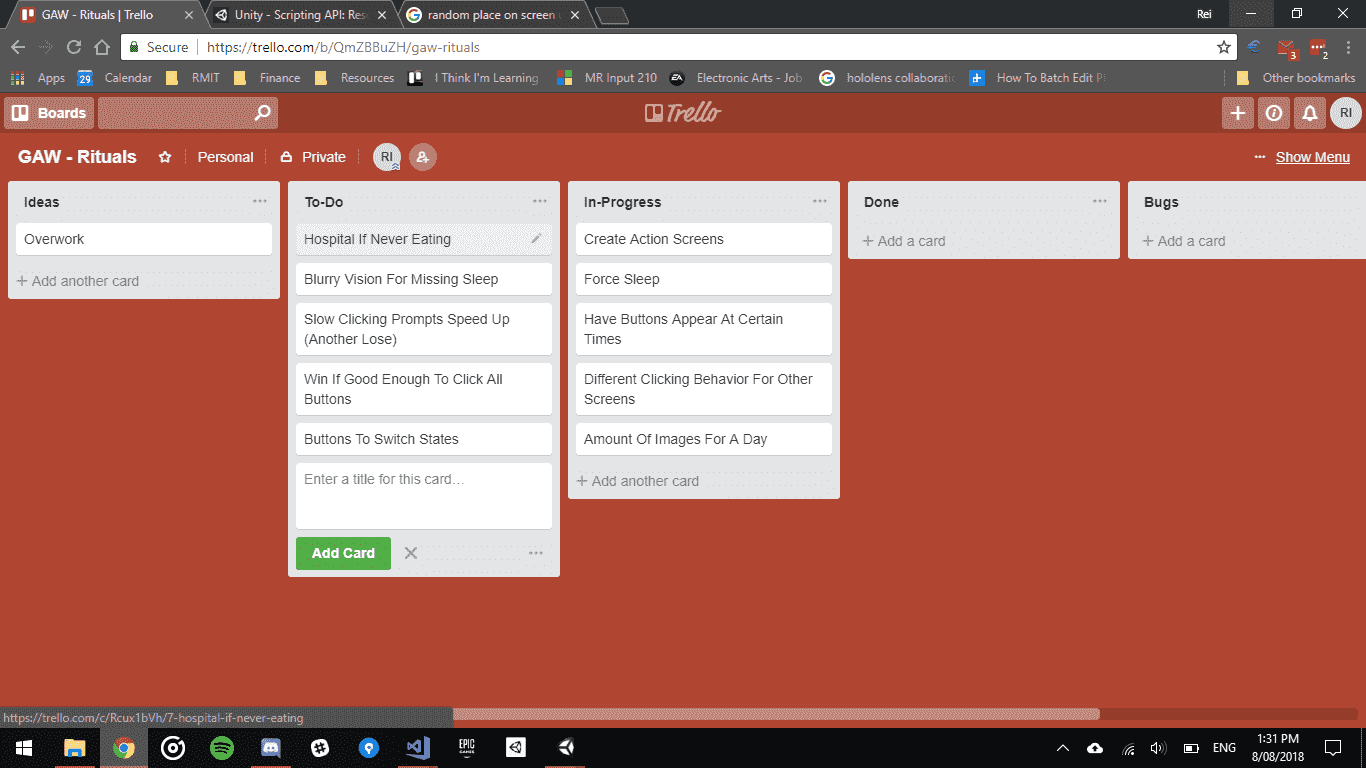 GAW - Rituals | Trello
Unity - Scripting API: Res
random place on screen
Rei
Secure
https://trello.com/b/QmZBBuZH/gaw-rituals
3
2
Apps
29
Calendar
RMIT
Finance
Resources
I Think I'm Learning
MR Input 210
EA
Electronic Arts - Job
hololens collaboratio
How To Batch Edit Pi
Other bookmarks
Boards
Trello
RI
GAW - Rituals
Personal
Private
RI
Show Menu
Ideas
Overwork
+ Add another card
To-Do
Hospital If Never Eating
Blurry Vision For Missing Sleep
Slow Clicking Prompts Speed Up
(Another Lose)
Win If Good Enough To Click All
Buttons
Buttons To Switch States
Enter a title for this card…
Add Card
In-Progress
Create Action Screens
Force Sleep
Have Buttons Appear At Certain
Times
Different Clicking Behavior For Other
Screens
Amount Of Images For A Day
+ Add another card
Done
+ Add a card
Bugs
+ Add a card
https://trello.com/c/Rcux1bVh/7-hospital-if-never-eating
EPIC
GAMES
ENG
1:31 PM
8/08/2018